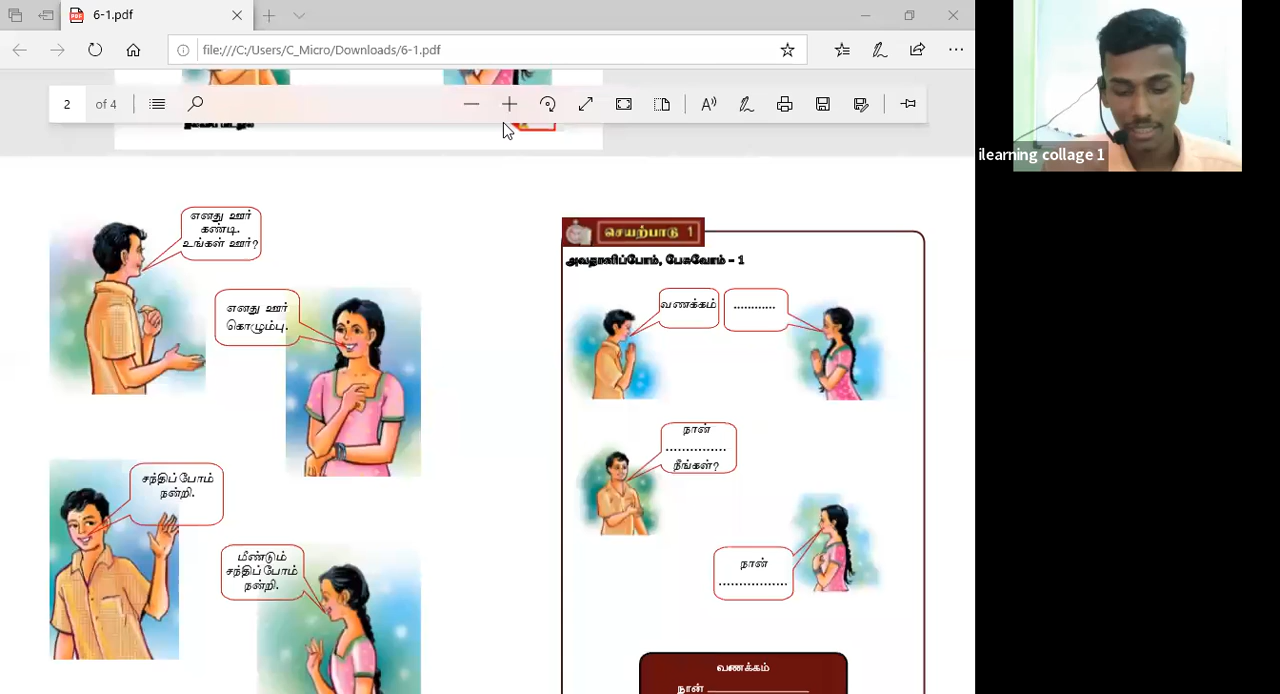 6-1.pdf
file:///C:/Users/C_Micro/Downloads/6-1.pdf
2 of 4
ilearning collage 1
எனது ஊர்
கண்டி.
உங்கள் ஊர்?
எனது ஊர்
கொழும்பு.
சந்திப்போம்
நன்றி.
மீண்டும்
சந்திப்போம்
நன்றி.
செயற்பாடு 1
அவதானிப்போம், பேசுவோம் - 1
வணக்கம்
............
நான்
...............
நீங்கள்?
நான்
.................
வணக்கம்
நான் ________________